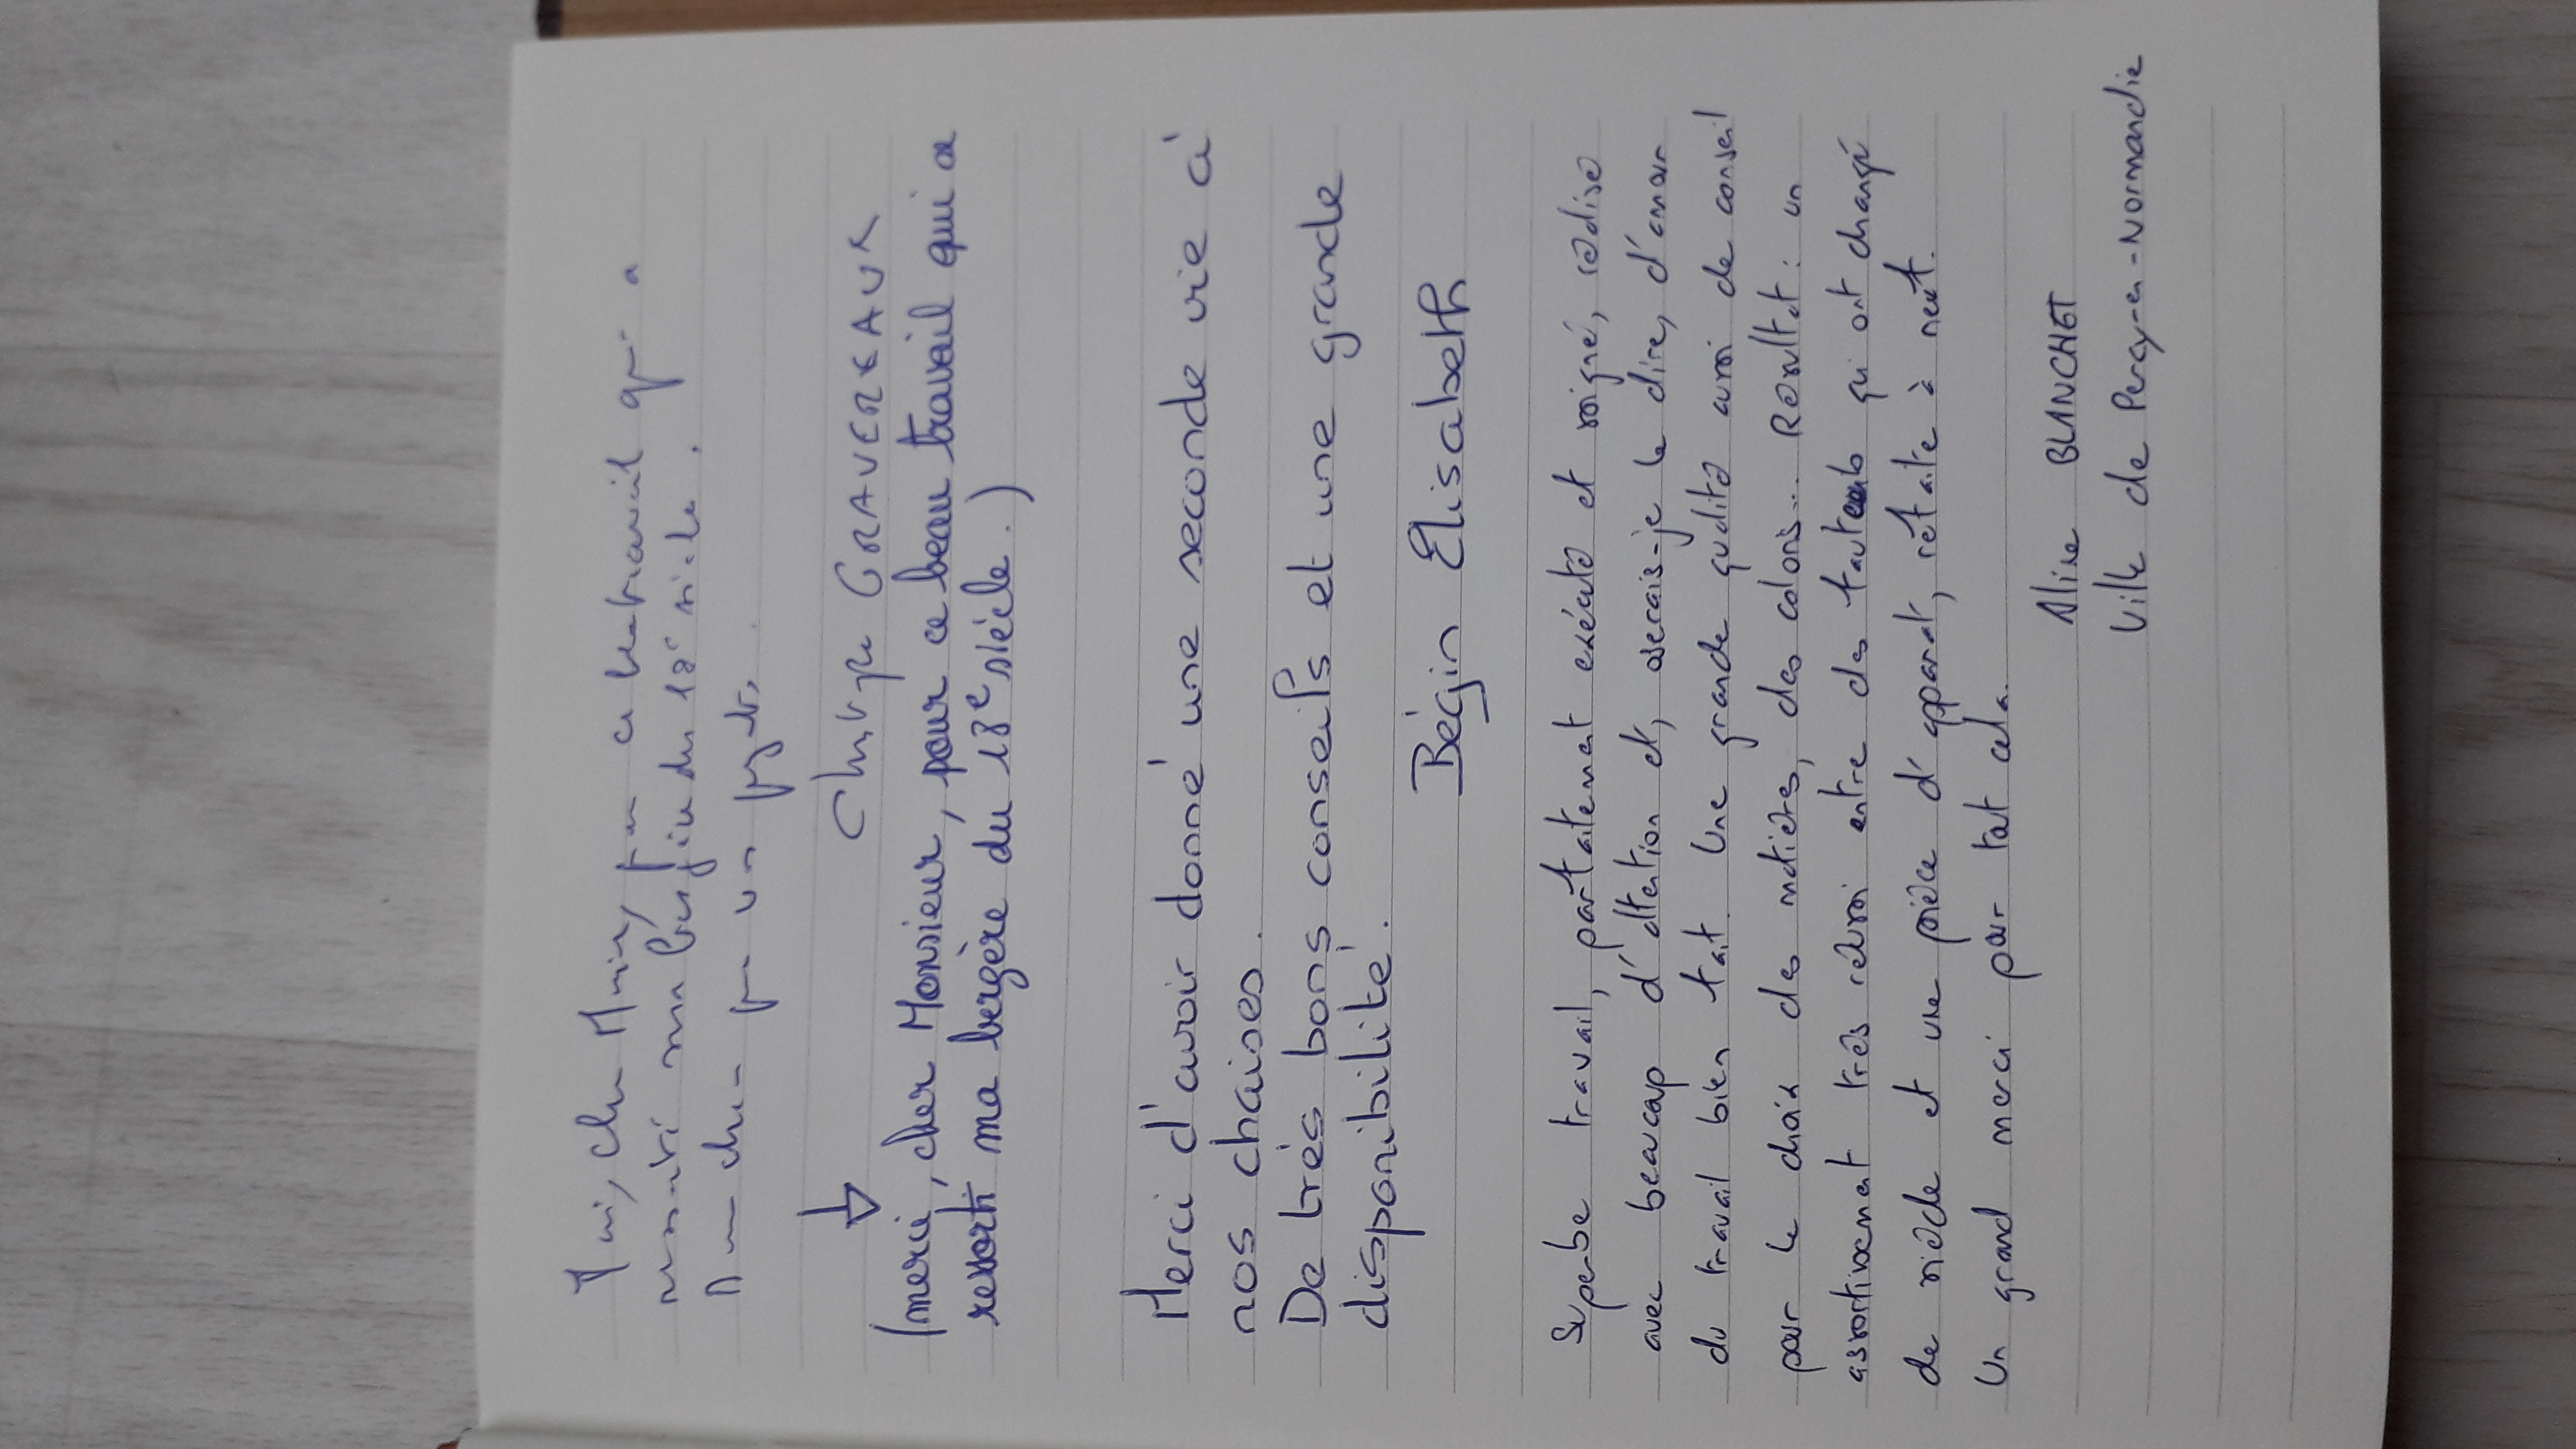 Merci, Cher Monsieur, pour ce beau travail qui a
ma bergère du 18e siècle.
pour vos projets.
Christophe GRAVEREAUX
(merci, cher Monsieur, pour ce beau travail qui a
ressorti ma bergère du 18e siècle.)
Merci d'avoir donné une seconde vie à
nos chaises.
De très bons conseils et une grande
disponibilité.
Bégin Elisabeth
Superbe travail, parfaitement exécuté et soigné, réalisé
avec beaucoup d'attention et, oserais-je le dire, d'amour
du travail bien fait. Une grande qualité aussi de conseil
pour le choix des matières, des coloris... Résultat : un
assortiment très réussi entre des fauteuils qui ont changé
de siècle et une pièce d'apparat, refaite à neuf.
Un grand merci pour tout cela.
Aline BLANCHET
Ville de Percy-en-Normandie